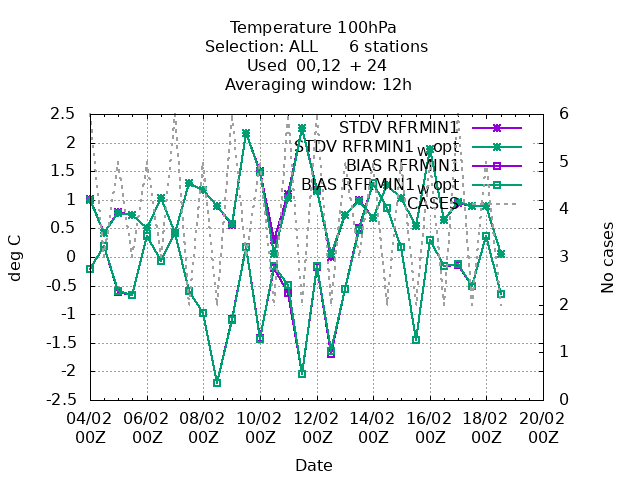 Temperature 100hPa
Selection: ALL 6 stations
Used 00,12 + 24
Averaging window: 12h
STDV RFRMIN1
STDV RFRMIN1_w_opt
BIAS RFRMIN1
BIAS RFRMIN1_w_opt
CASES
2.5
2
1.5
1
0.5
0
-0.5
-1
-1.5
-2
-2.5
6
5
4
3
2
1
0
deg C
No cases
04/02 06/02 08/02 10/02 12/02 14/02 16/02 18/02 20/02
00Z 00Z 00Z 00Z 00Z 00Z 00Z 00Z 00Z
Date